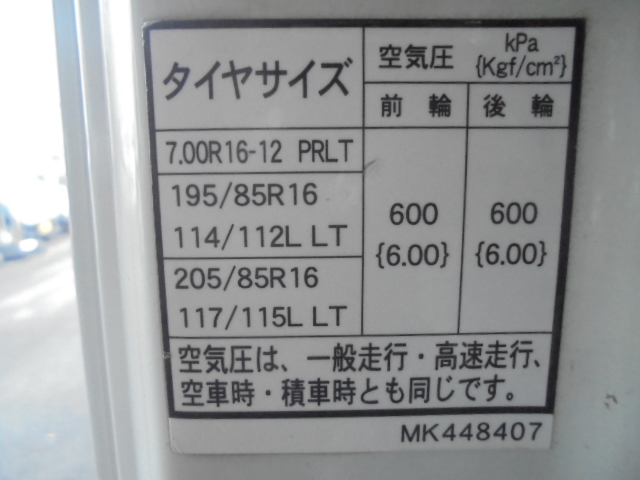 タイヤサイズ
空気圧 kPa
{Kgf/cm²}
前輪 後輪
7.00R16-12 PRLT
195/85R16
114/112L LT
600 600
{6.00} {6.00}
205/85R16
117/115L LT
空気圧は、一般走行・高速走行、
空車時・積車時とも同じです。
MK448407